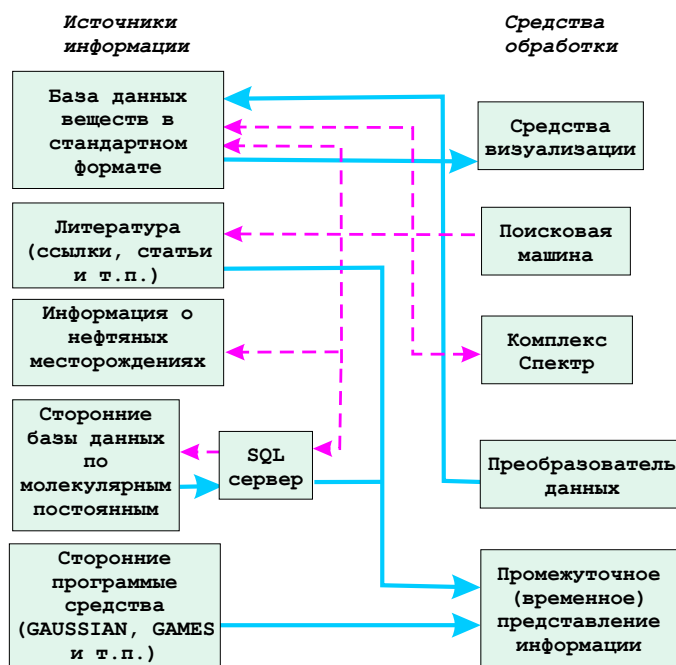 Источники
информации
Средства
обработки
База данных
веществ в
стандартном
формате
Средства
визуализации
Литература
(ссылки, статьи
и т.п.)
Поисковая
машина
Информация о
нефтяных
месторождениях
Комплекс
Спектр
Сторонние
базы данных
по
молекулярным
постоянным
SQL
сервер
Преобразователь
данных
Сторонние
программые
средства
(GAUSSIAN, GAMES
и т.п.)
Промежуточное
(временное)
представление
информации